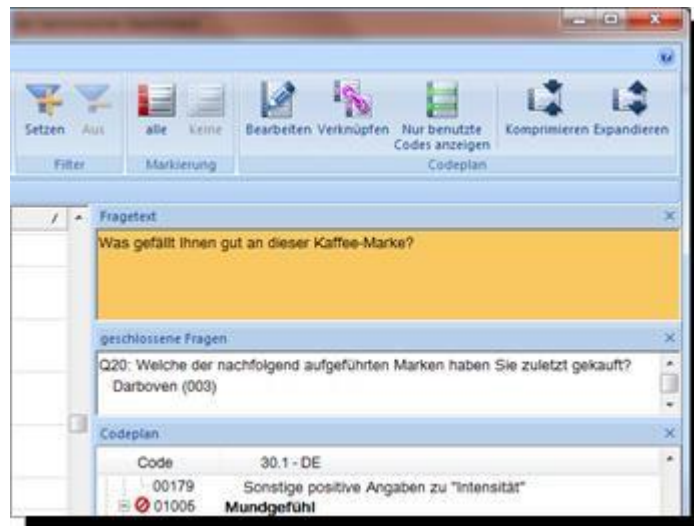 Setzen Aus alle Keine Bearbeiten Verknüpfen Nur benutzte Codes anzeigen Komprimieren Expandieren
Filter Markierung Codeplan
/
Fragetext
Was gefällt Ihnen gut an dieser Kaffee-Marke?
geschlossene Fragen
Q20: Welche der nachfolgend aufgeführten Marken haben Sie zuletzt gekauft?
Darboven (003)
Codeplan
Code 30.1 - DE
00179 Sonstige positive Angaben zu "Intensität"
01005 Mundgefühl